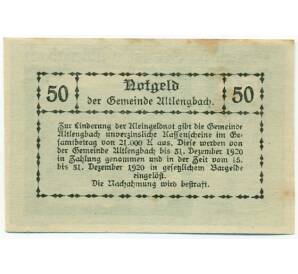 Notgeld
50 der Gemeinde Altlengbach. 50
Zur Linderung der Kleingeldnot gibt die Gemeinde
Altlengbach unverzinsliche Kassenscheine im Ge-
samtbetrag von 21.000 K aus. Diese werden von
der Gemeinde Altlengbach bis 31. Dezember 1920
in Zahlung genommen und in der Zeit vom 15.
bis 31. Dezember 1920 in gesetzlichem Bargelde
eingelöst.
Die Nachahmung wird bestraft.